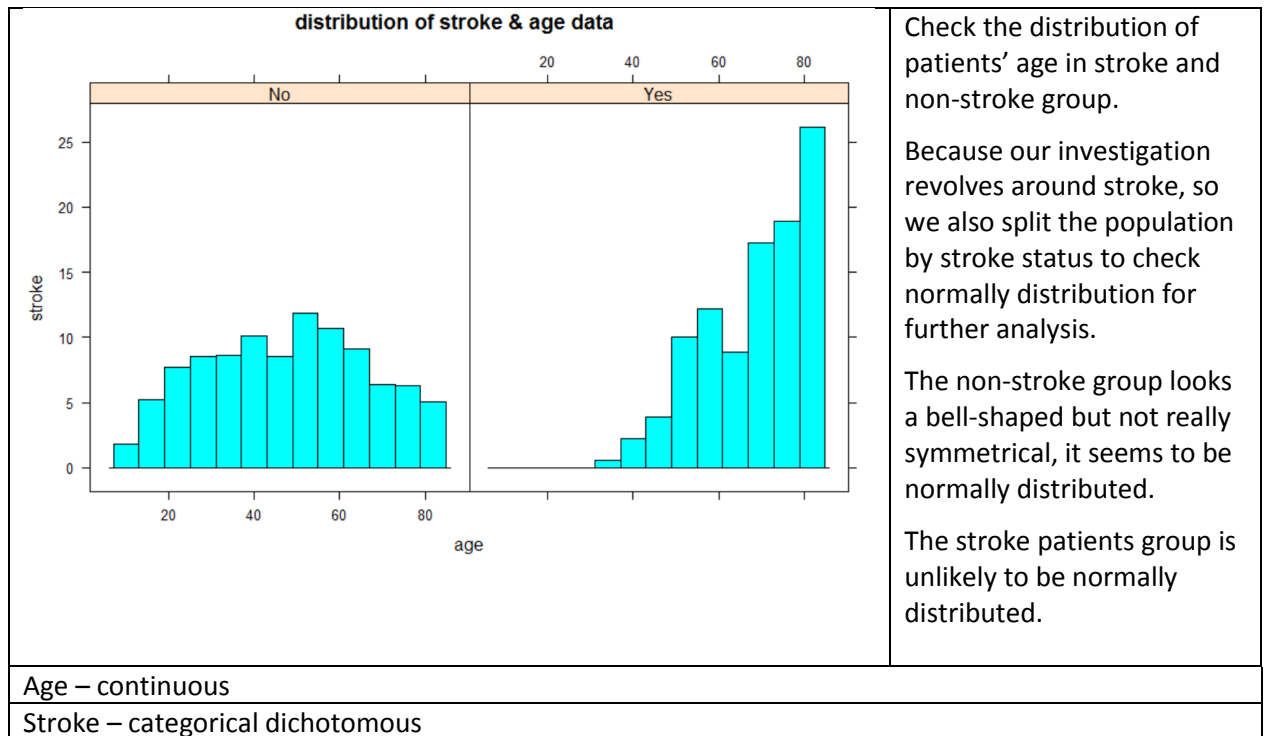 distribution of stroke & age data
20 40 60 80
No Yes
25
20
15
10
5
0
stroke
20 40 60 80
age
Check the distribution of
patients’ age in stroke and
non-stroke group.
Because our investigation
revolves around stroke, so
we also split the population
by stroke status to check
normally distribution for
further analysis.
The non-stroke group looks
a bell-shaped but not really
symmetrical, it seems to be
normally distributed.
The stroke patients group is
unlikely to be normally
distributed.
Age – continuous
Stroke – categorical dichotomous